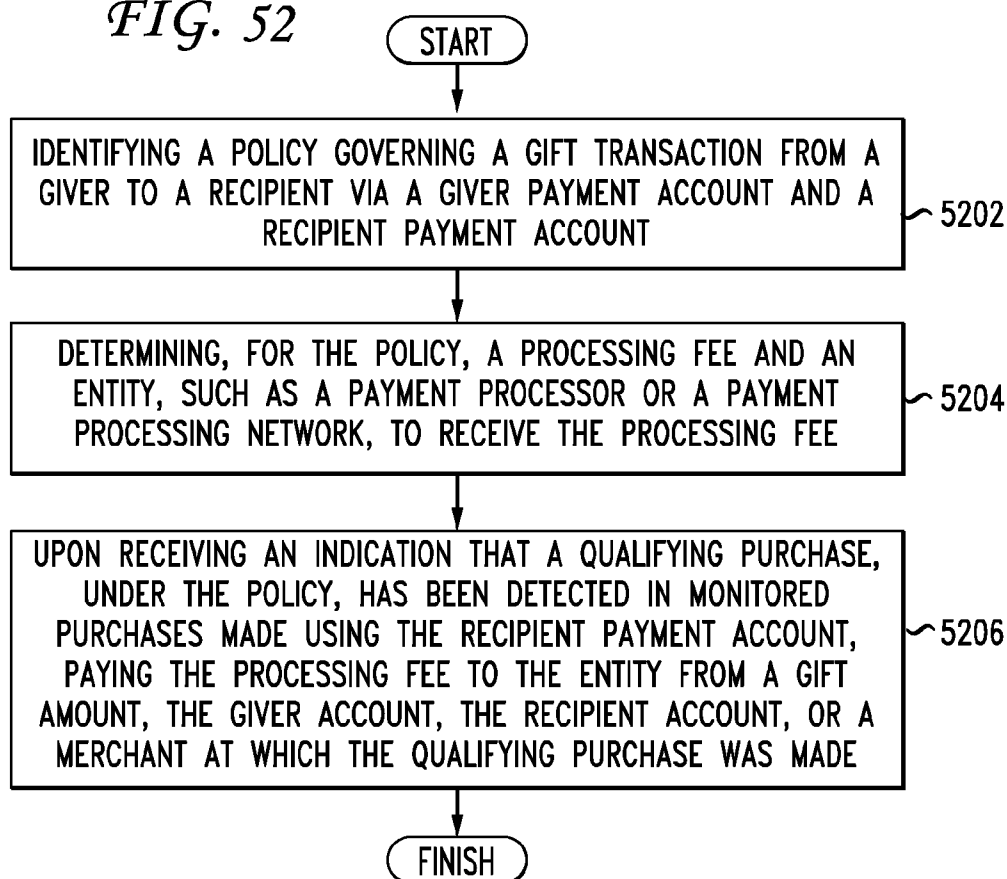 FIG. 52
START
IDENTIFYING A POLICY GOVERNING A GIFT TRANSACTION FROM A
GIVER TO A RECIPIENT VIA A GIVER PAYMENT ACCOUNT AND A
RECIPIENT PAYMENT ACCOUNT
5202
DETERMINING, FOR THE POLICY, A PROCESSING FEE AND AN
ENTITY, SUCH AS A PAYMENT PROCESSOR OR A PAYMENT
PROCESSING NETWORK, TO RECEIVE THE PROCESSING FEE
5204
UPON RECEIVING AN INDICATION THAT A QUALIFYING PURCHASE,
UNDER THE POLICY, HAS BEEN DETECTED IN MONITORED
PURCHASES MADE USING THE RECIPIENT PAYMENT ACCOUNT,
PAYING THE PROCESSING FEE TO THE ENTITY FROM A GIFT
AMOUNT, THE GIVER ACCOUNT, THE RECIPIENT ACCOUNT, OR A
MERCHANT AT WHICH THE QUALIFYING PURCHASE WAS MADE
5206
FINISH